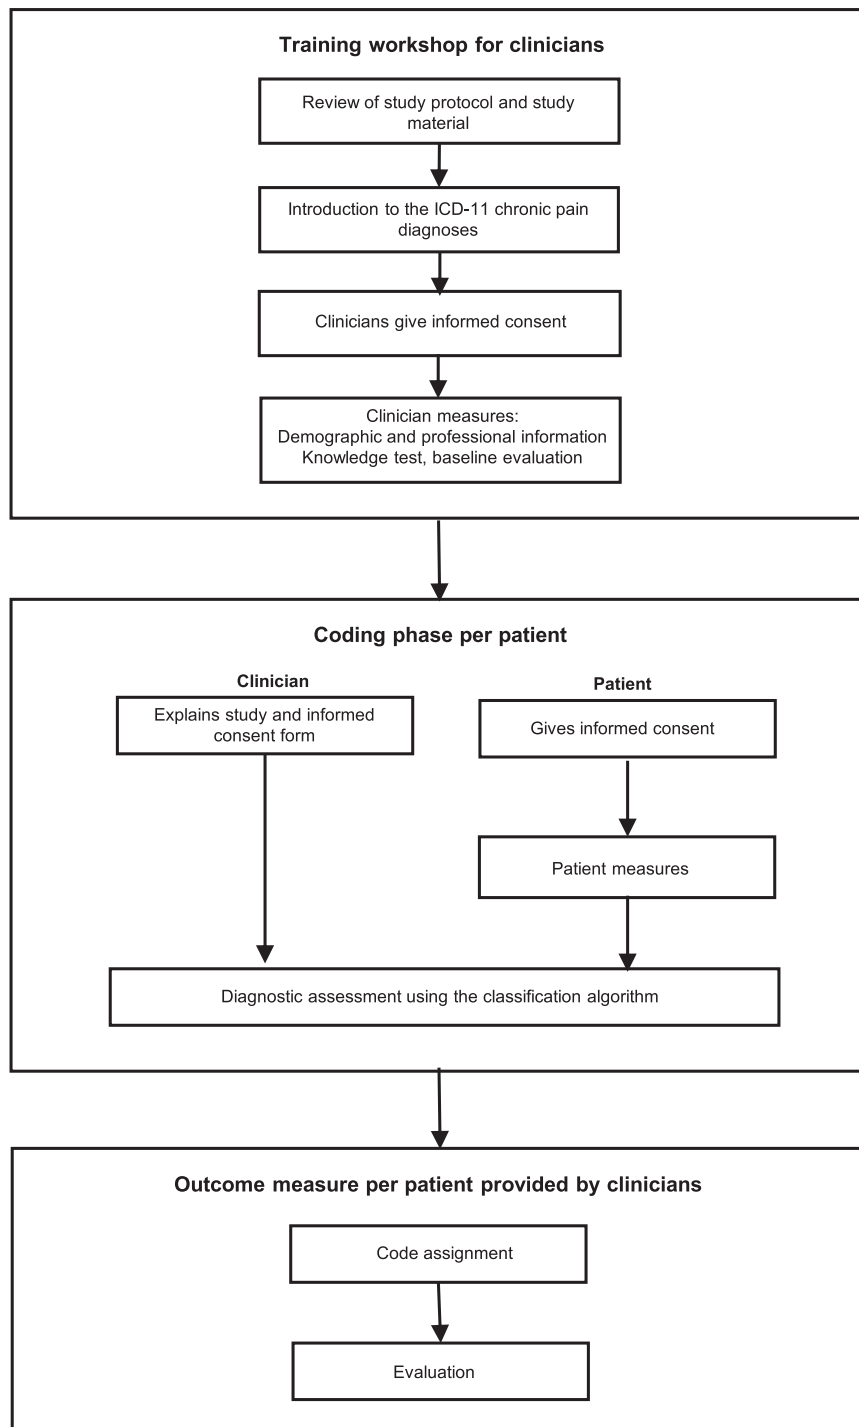 Training workshop for clinicians
Review of study protocol and study
material
Introduction to the ICD-11 chronic pain
diagnoses
Clinicians give informed consent
Clinician measures:
Demographic and professional information
Knowledge test, baseline evaluation
Coding phase per patient
Clinician
Explains study and informed
consent form
Patient
Gives informed consent
Patient measures
Diagnostic assessment using the classification algorithm
Outcome measure per patient provided by clinicians
Code assignment
Evaluation